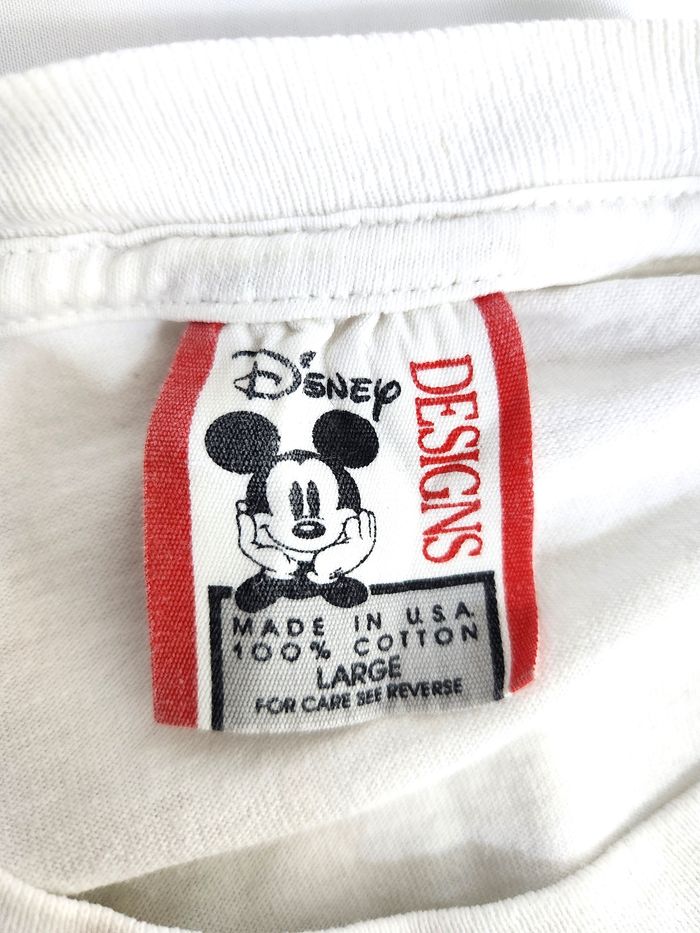 DISNEY
DESIGNS
MADE IN U.S.A.
100% COTTON
LARGE
FOR CARE SEE REVERSE